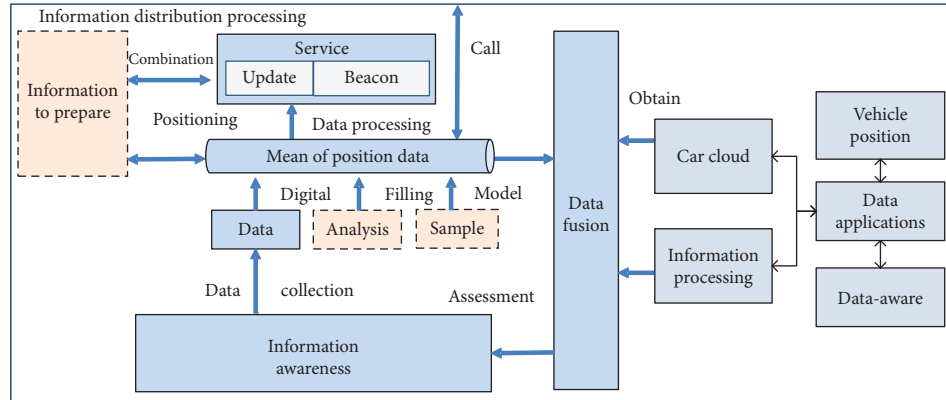 Information distribution processing
Information
to prepare
Combination
Service
Update
Beacon
Call
Positioning
Data processing
Mean of position data
Digital
Filling
Model
Data
Analysis
Sample
Data
collection
Assessment
Information
awareness
Data
fusion
Obtain
Car cloud
Information
processing
Vehicle
position
Data
applications
Data-aware